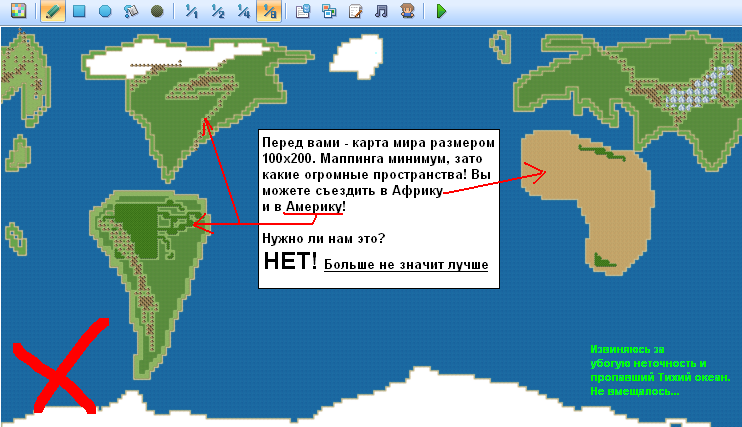 1/1
1/2
1/4
1/8
Перед вами - карта мира размером
100х200. Маппинга минимум, зато
какие огромные пространства! Вы
можете съездить в Африку
и в Америку!
Нужно ли нам это?
НЕТ! Больше не значит лучше
Извиняюсь за
убогую неточность и
пропавший Тихий океан.
Не вмещалось...